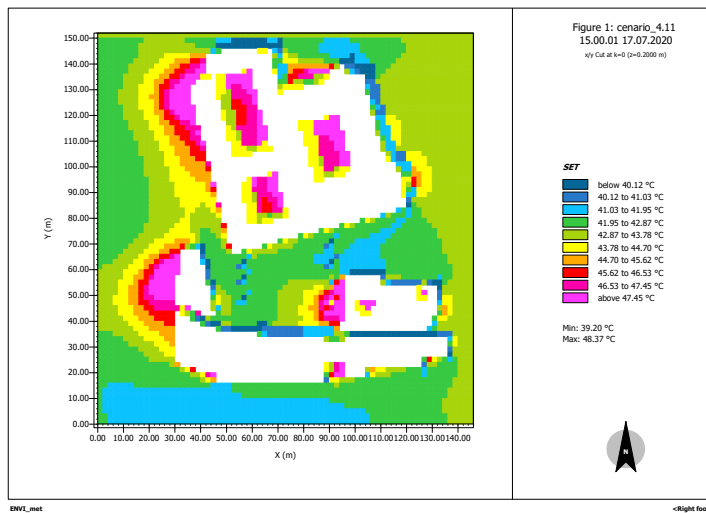 Figure 1: cenario_4.11
15.00.01 17.07.2020
x/y Cut at k=0 (z=0.2000 m)
150.00
140.00
130.00
120.00
110.00
100.00
90.00
80.00
70.00
60.00
50.00
40.00
30.00
20.00
10.00
0.00
Y (m)
0.00 10.00 20.00 30.00 40.00 50.00 60.00 70.00 80.00 90.00 100.00 110.00 120.00 130.00 140.00
X (m)
SET
below 40.12 °C
40.12 to 41.03 °C
41.03 to 41.95 °C
41.95 to 42.87 °C
42.87 to 43.78 °C
43.78 to 44.70 °C
44.70 to 45.62 °C
45.62 to 46.53 °C
46.53 to 47.45 °C
above 47.45 °C
Min: 39.20 °C
Max: 48.37 °C
N
ENVI_met
<Right foo